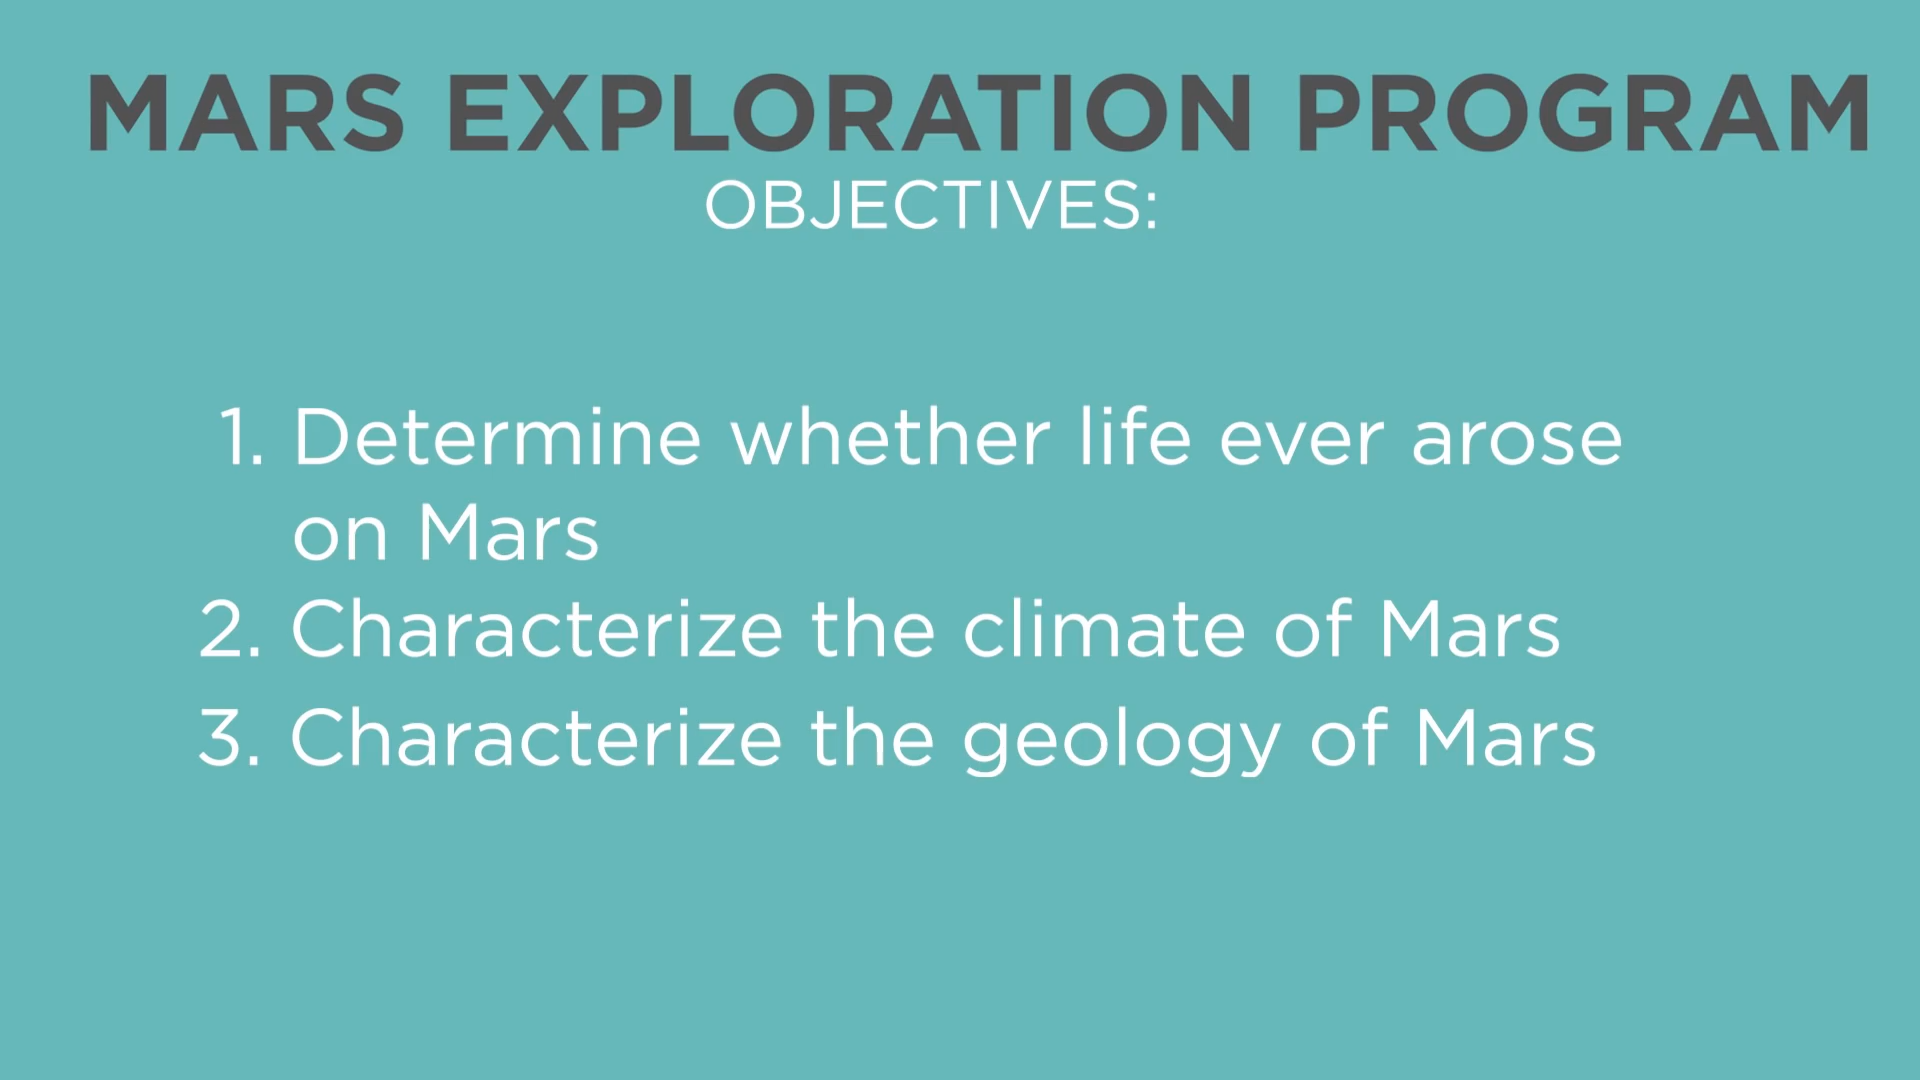 MARS EXPLORATION PROGRAM
OBJECTIVES:
1. Determine whether life ever arose
on Mars
2. Characterize the climate of Mars
3. Characterize the geology of Mars